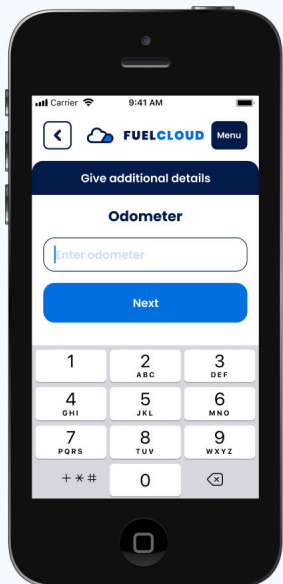 Carrier 9:41 AM
FUELCLOUD Menu
Give additional details
Odometer
Enter odometer
Next
1 2 3
ABC DEF
4 5 6
GHI JKL MNO
7 8 9
PQRS TUV WXYZ
+ * # 0